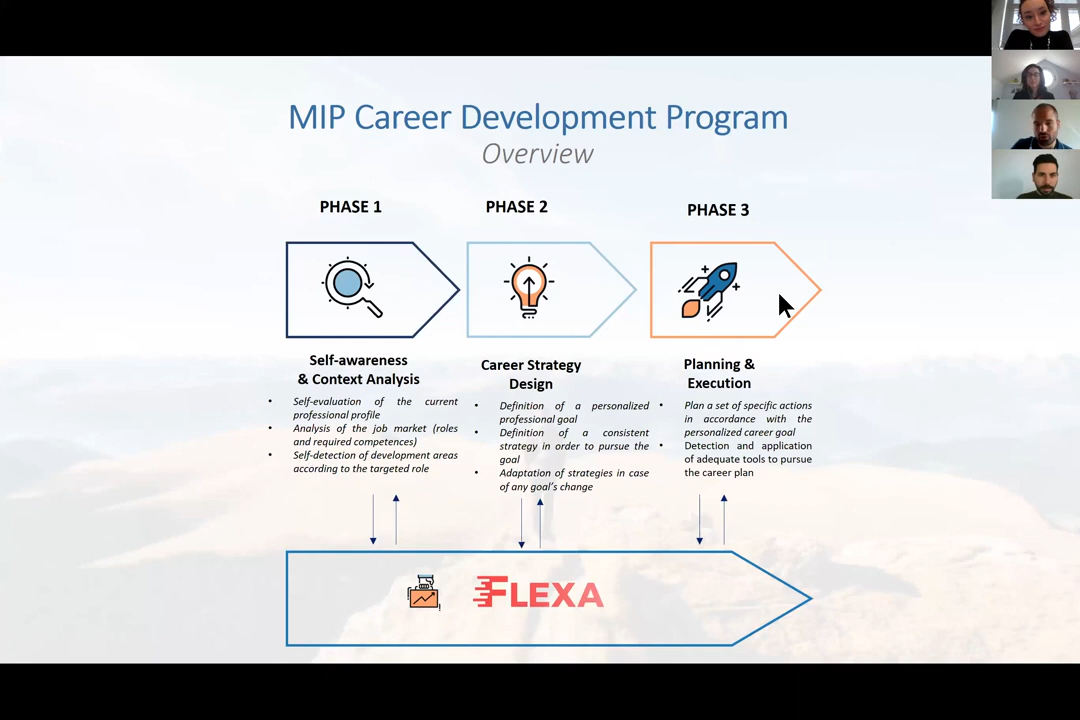 MIP Career Development Program
Overview
PHASE 1
PHASE 2
PHASE 3
Self-awareness
& Context Analysis
• Self-evaluation of the current
professional profile
• Analysis of the job market (roles
and required competences)
• Self-detection of development areas
according to the targeted role
Career Strategy
Design
• Definition of a personalized
professional goal
• Definition of a consistent
strategy in order to pursue the
goal
• Adaptation of strategies in case
of any goal's change
Planning &
Execution
• Plan a set of specific actions
in accordance with the
personalized career goal
• Detection and application
of adequate tools to pursue
the career plan
FLEXA